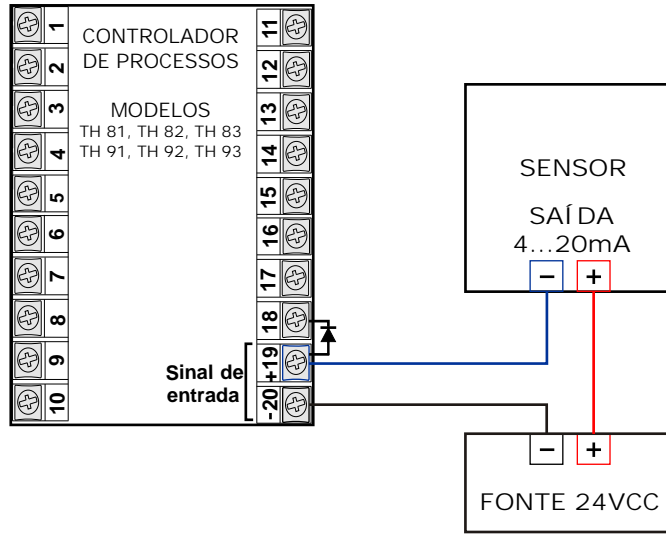 1
2
3
4
5
6
7
8
9
10
CONTROLADOR
DE PROCESSOS
MODELOS
TH 81, TH 82, TH 83
TH 91, TH 92, TH 93
Sinal de
entrada
11
12
13
14
15
16
17
18
+19
-20
SENSOR
SAÍDA
4...20mA
− +
− +
FONTE 24VCC